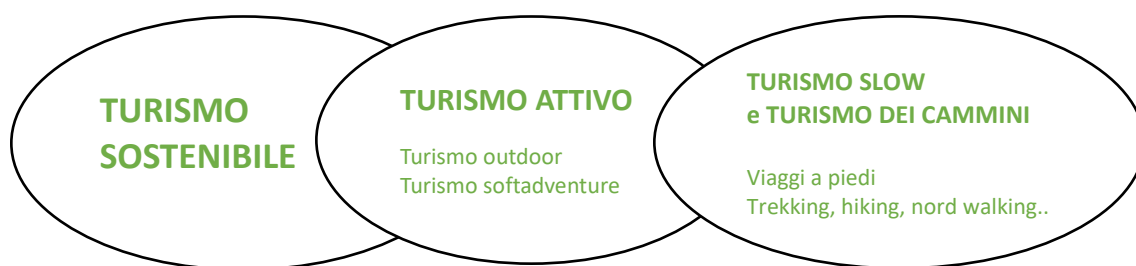 TURISMO
SOSTENIBILE
TURISMO ATTIVO
Turismo outdoor
Turismo softadventure
TURISMO SLOW
e TURISMO DEI CAMMINI
Viaggi a piedi
Trekking, hiking, nord walking..